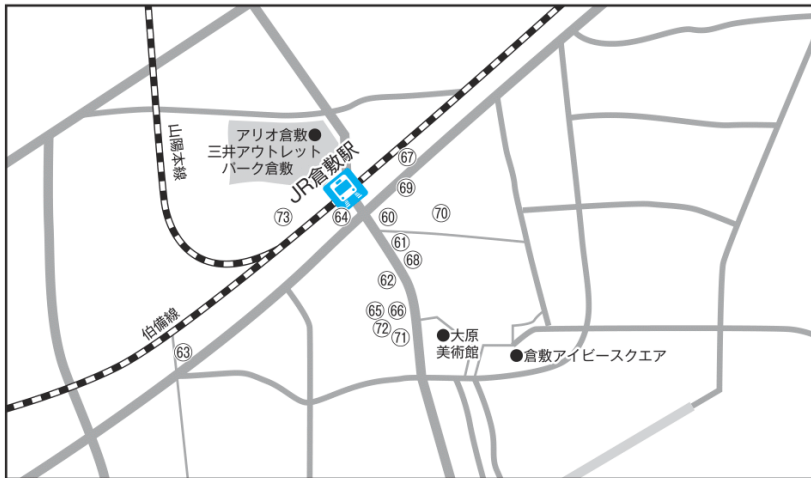 山陽本線
アリオ倉敷
三井アウトレット
パーク倉敷
JR倉敷駅
67
69
73
64
60
70
61
68
62
65
66
72
71
大原
美術館
倉敷アイビースクエア
伯備線
63